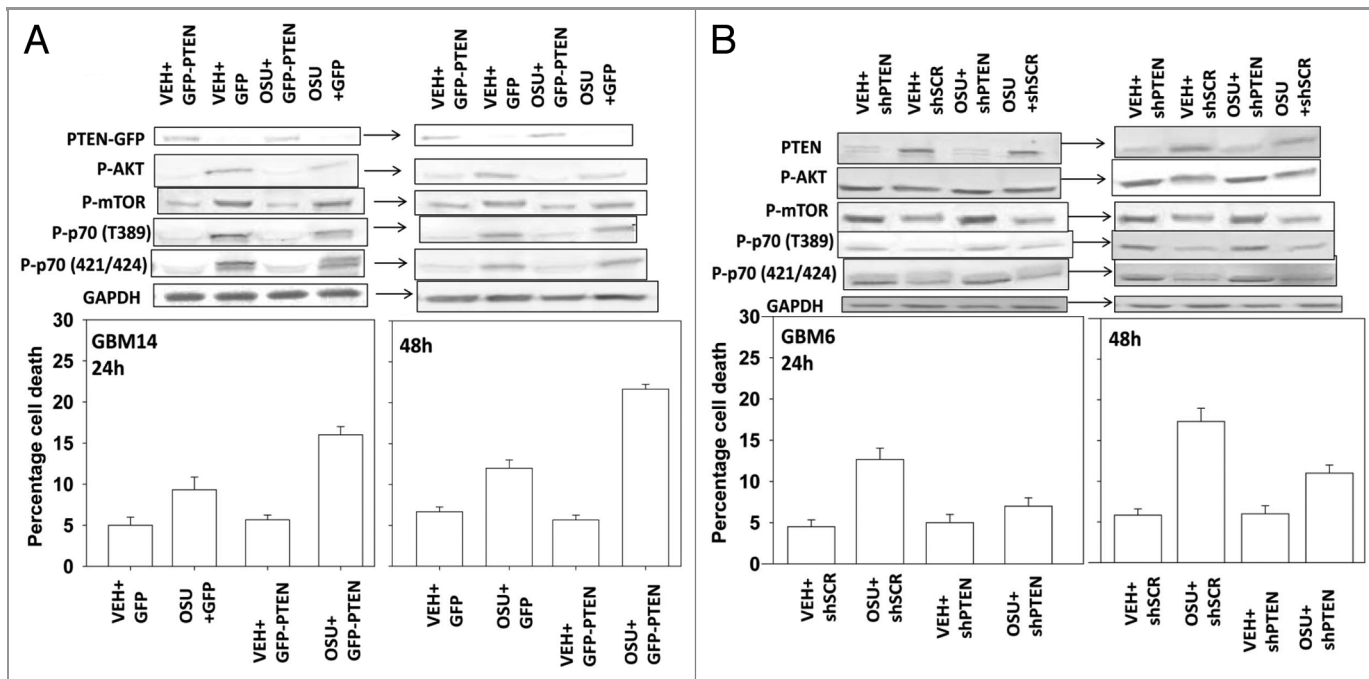 A
VEH+
GFP-PTEN
VEH+
GFP
OSU+
GFP-PTEN
OSU
+GFP
VEH+
GFP-PTEN
VEH+
GFP
OSU+
GFP-PTEN
OSU
+GFP
PTEN-GFP
P-AKT
P-mTOR
P-p70 (T389)
P-p70 (421/424)
GAPDH
Percentage cell death
30
25
20
15
10
5
0
GBM14
24h
48h
VEH+
GFP
OSU
+GFP
VEH+
GFP-PTEN
OSU+
GFP-PTEN
VEH+
GFP
OSU+
GFP
VEH+
GFP-PTEN
OSU+
GFP-PTEN
B
VEH+
shPTEN
VEH+
shSCR
OSU+
shPTEN
OSU
+shSCR
VEH+
shPTEN
VEH+
shSCR
OSU+
shPTEN
OSU
+shSCR
PTEN
P-AKT
P-mTOR
P-p70 (T389)
P-p70 (421/424)
GAPDH
Percentage cell death
30
25
20
15
10
5
0
GBM6
24h
48h
VEH+
shSCR
OSU+
shSCR
VEH+
shPTEN
OSU+
shPTEN
VEH+
shSCR
OSU+
shSCR
VEH+
shPTEN
OSU+
shPTEN